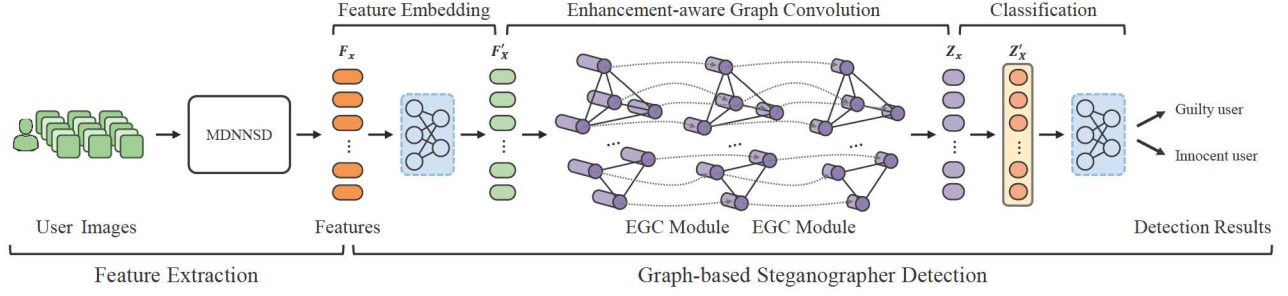 Feature Embedding
Enhancement-aware Graph Convolution
Classification
F_x
F'_X
Z_x
Z'_X
MDNNSD
...
Guilty user
Innocent user
User Images
Features
EGC Module
EGC Module
Detection Results
Feature Extraction
Graph-based Steganographer Detection